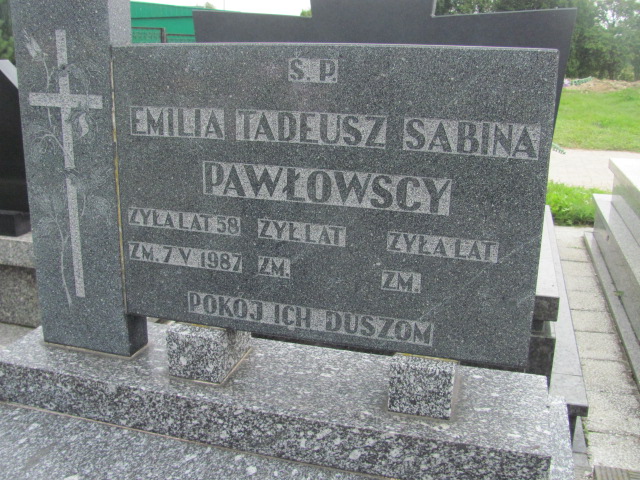 Ś. P.
EMILIA TADEUSZ SABINA
PAWŁOWSCY
ŻYŁA LAT 58 ŻYŁ LAT ŻYŁA LAT
ZM. 7 V 1987 ZM. ZM.
POKÓJ ICH DUSZOM